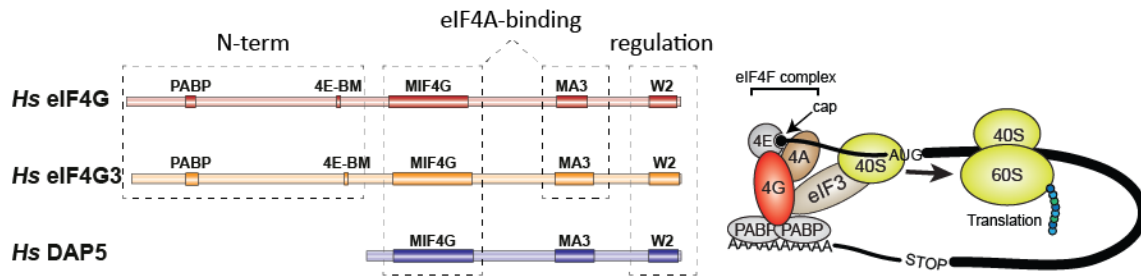 eIF4A-binding
N-term
regulation
PABP
4E-BM
MIF4G
MA3
W2
Hs eIF4G
PABP
4E-BM
MIF4G
MA3
W2
Hs eIF4G3
MIF4G
MA3
W2
Hs DAP5
eIF4F complex
cap
4E
4A
4G
eIF3
40S
AUG
40S
60S
Translation
PABP
PABP
AAAAAAAAA
STOP